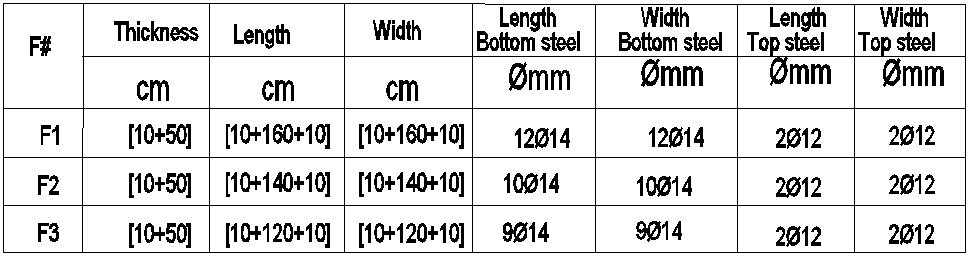 F# Thickness Length Width Length Bottom steel Width Bottom steel Length Top steel Width Top steel
cm cm cm Ømm Ømm Ømm Ømm
F1 [10+50] [10+160+10] [10+160+10] 12Ø14 12Ø14 2Ø12 2Ø12
F2 [10+50] [10+140+10] [10+140+10] 10Ø14 10Ø14 2Ø12 2Ø12
F3 [10+50] [10+120+10] [10+120+10] 9Ø14 9Ø14 2Ø12 2Ø12